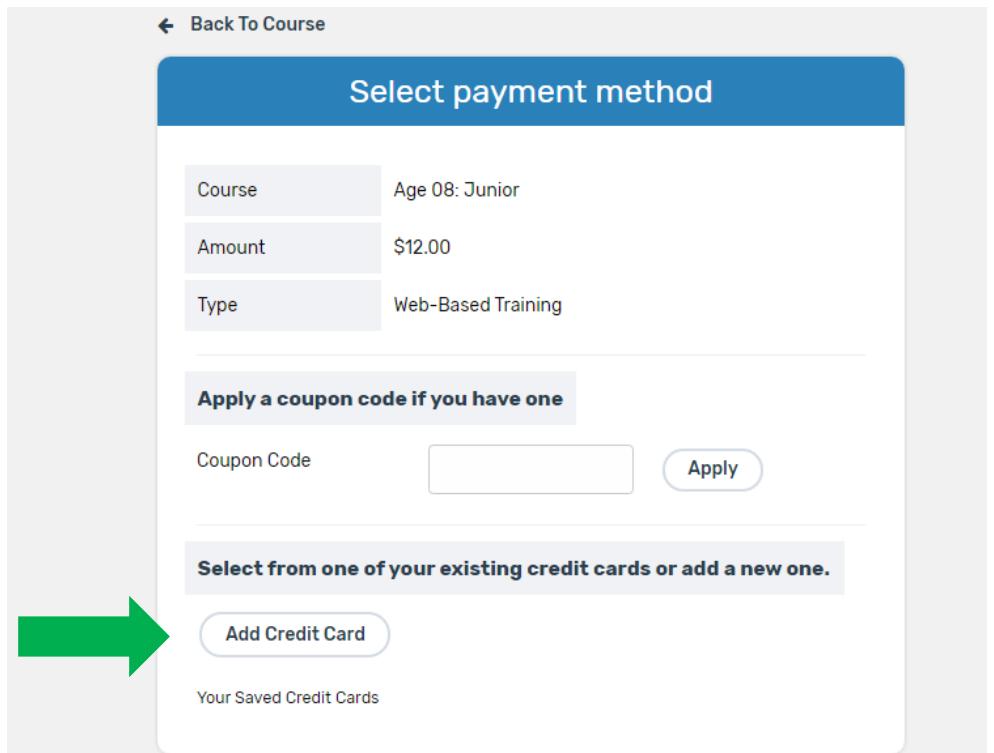 Back To Course
Select payment method
Course Age 08: Junior
Amount $12.00
Type Web-Based Training
Apply a coupon code if you have one
Coupon Code Apply
Select from one of your existing credit cards or add a new one.
Add Credit Card
Your Saved Credit Cards